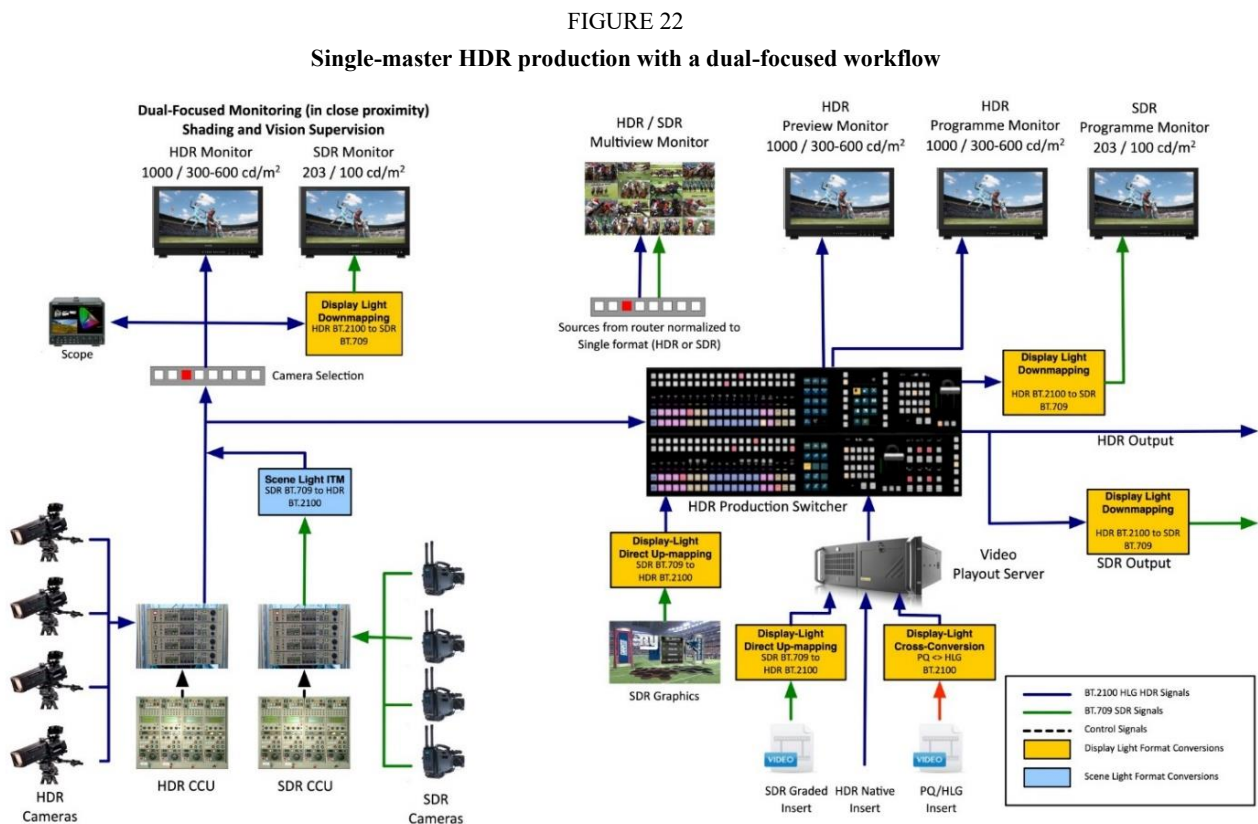 FIGURE 22
Single-master HDR production with a dual-focused workflow
Dual-Focused Monitoring (in close proximity)
Shading and Vision Supervision
HDR Monitor
1000 / 300-600 cd/m²
SDR Monitor
203 / 100 cd/m²
HDR / SDR
Multiview Monitor
HDR
Preview Monitor
1000 / 300-600 cd/m²
HDR
Programme Monitor
1000 / 300-600 cd/m²
SDR
Programme Monitor
203 / 100 cd/m²
Scope
Display Light
Downmapping
HDR BT.2100 to SDR
BT.709
Camera Selection
Sources from router normalized to
Single format (HDR or SDR)
Display Light
Downmapping
HDR BT.2100 to SDR
BT.709
HDR Output
Scene Light ITM
SDR BT.709 to HDR
BT.2100
HDR Production Switcher
Display Light
Downmapping
HDR BT.2100 to SDR
BT.709
SDR Output
Display-Light
Direct Up-mapping
SDR BT.709 to
HDR BT.2100
Video
Playout Server
SDR Graphics
Display-Light
Direct Up-mapping
SDR BT.709 to
HDR BT.2100
Display-Light
Cross-Conversion
PQ <> HLG
BT.2100
VIDEO
VIDEO
SDR Graded
Insert
HDR Native
Insert
PQ/HLG
Insert
HDR
Cameras
HDR CCU
SDR CCU
SDR
Cameras
BT.2100 HLG HDR Signals
BT.709 SDR Signals
Control Signals
Display Light Format Conversions
Scene Light Format Conversions